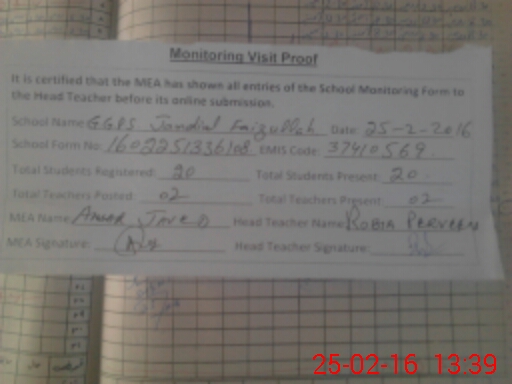 Monitoring Visit Proof
It is certified that the MEA has shown all entries of the School Monitoring Form to
the Head Teacher before its online submission.
School Name: GGPS Jandial Faizullah Date: 25-2-2016
School Form No: 1602251336108 EMIS Code: 37410569
Total Students Registered: 20 Total Students Present: 20
Total Teachers Posted: 02 Total Teachers Present: 02
MEA Name: Ahmed Javed Head Teacher Name: Robia Perveen
MEA Signature: Head Teacher Signature:
25-02-16 13:39